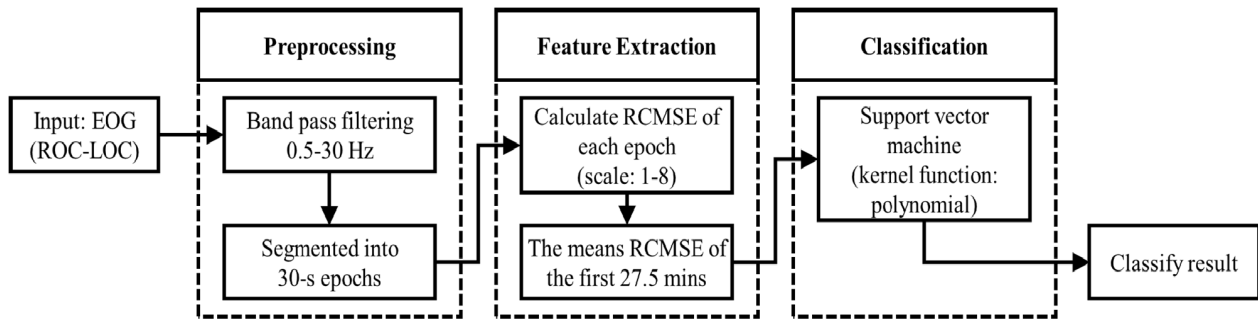 Input: EOG
(ROC-LOC)
Preprocessing
Band pass filtering
0.5-30 Hz
Segmented into
30-s epochs
Feature Extraction
Calculate RCMSE of
each epoch
(scale: 1-8)
The means RCMSE of
the first 27.5 mins
Classification
Support vector
machine
(kernel function:
polynomial)
Classify result